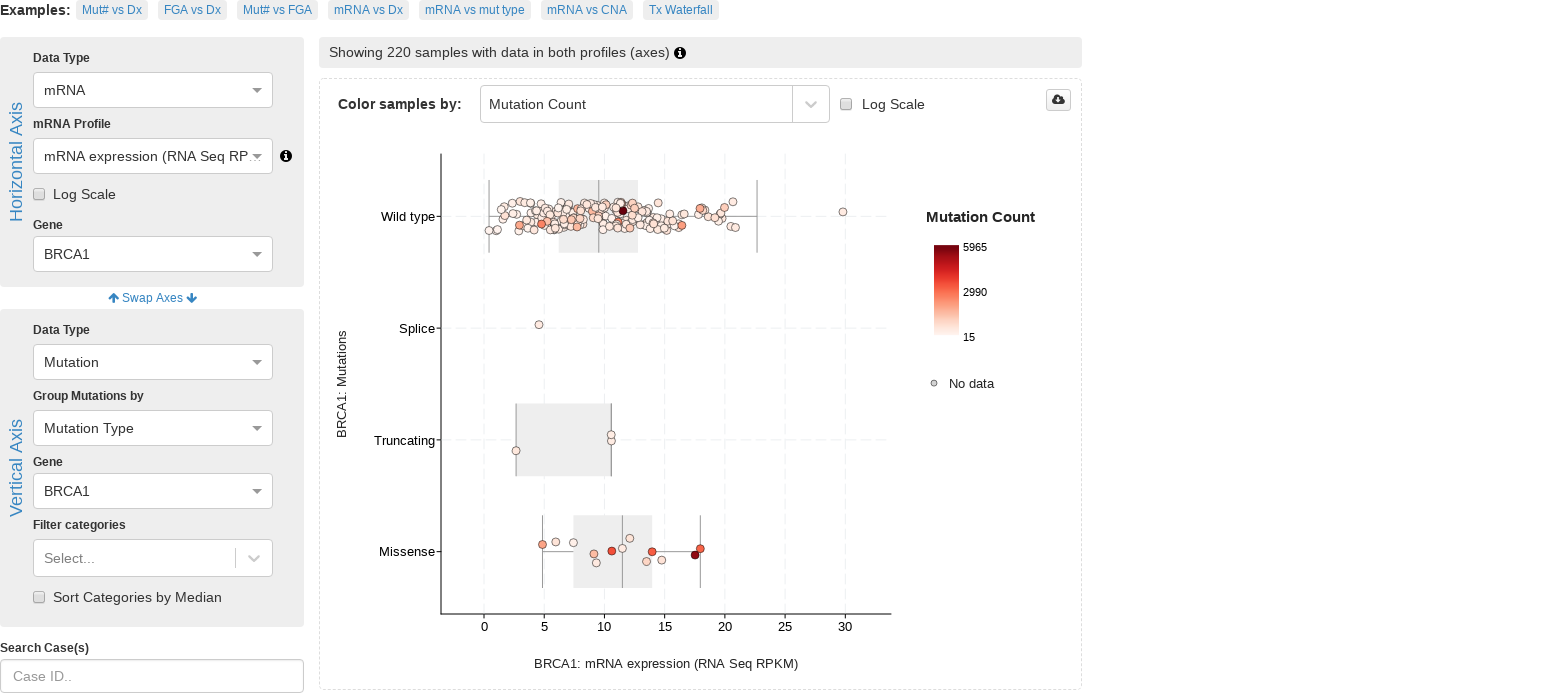 Examples: Mut# vs Dx FGA vs Dx Mut# vs FGA mRNA vs Dx mRNA vs mut type mRNA vs CNA Tx Waterfall
Horizontal Axis
Data Type
mRNA
mRNA Profile
mRNA expression (RNA Seq RP...
Log Scale
Gene
BRCA1
Swap Axes
Vertical Axis
Data Type
Mutation
Group Mutations by
Mutation Type
Gene
BRCA1
Filter categories
Select...
Sort Categories by Median
Search Case(s)
Case ID..
Showing 220 samples with data in both profiles (axes)
Color samples by: Mutation Count Log Scale
BRCA1: Mutations
Wild type
Splice
Truncating
Missense
0 5 10 15 20 25 30
BRCA1: mRNA expression (RNA Seq RPKM)
Mutation Count
5965
2990
15
No data